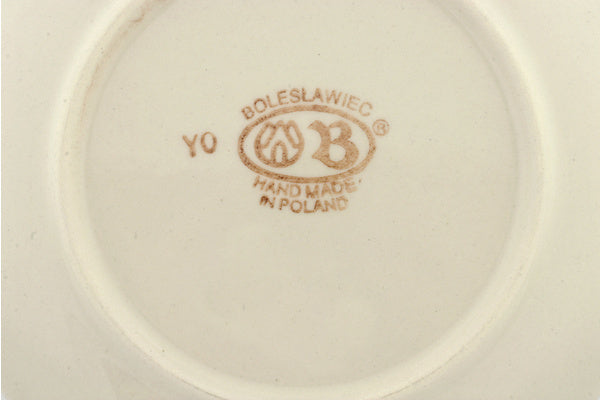 BOLESŁAWIEC
YO
B ®
HAND MADE
IN POLAND